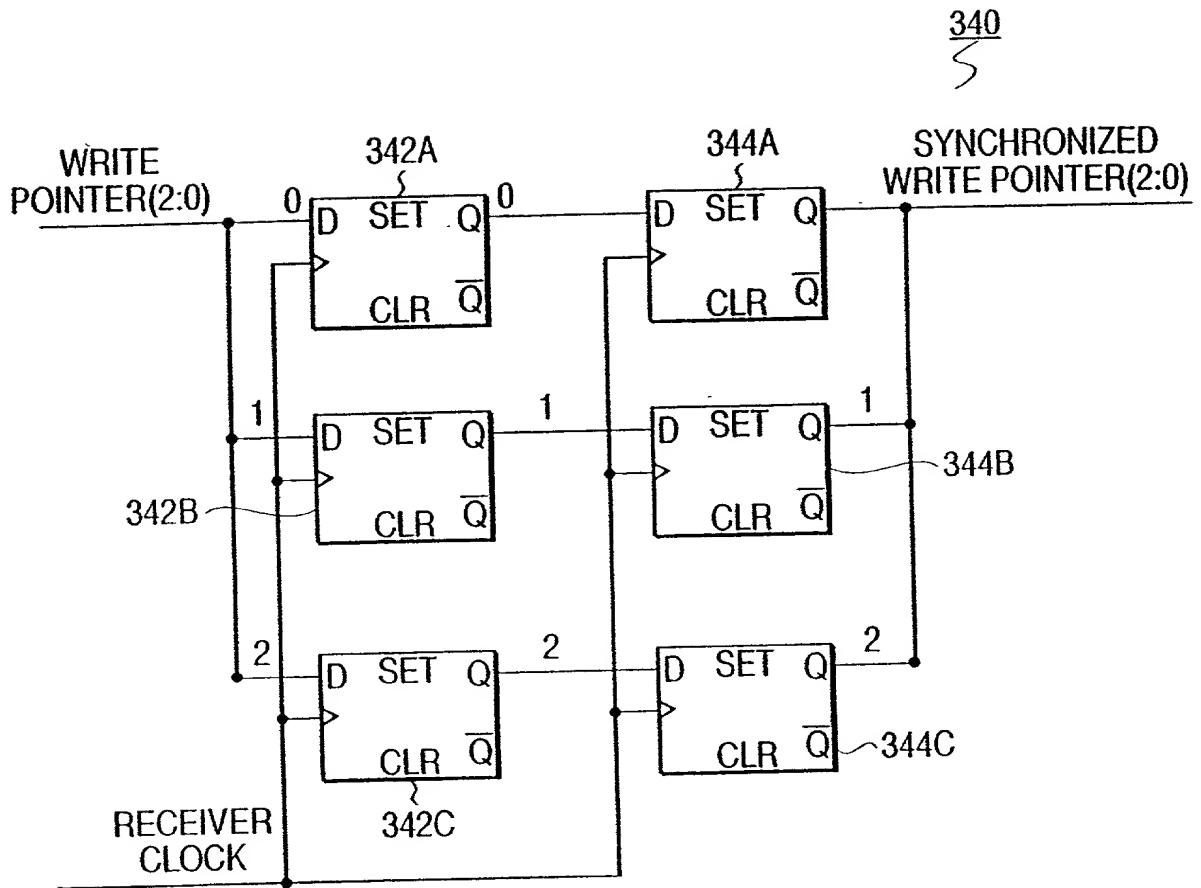 340
WRITE
POINTER(2:0)
342A
344A
SYNCHRONIZED
WRITE POINTER(2:0)
0
D SET Q
CLR Q̅
0
D SET Q
CLR Q̅
1
D SET Q
CLR Q̅
342B
1
D SET Q
CLR Q̅
1
344B
2
D SET Q
CLR Q̅
342C
2
D SET Q
CLR Q̅
2
344C
RECEIVER
CLOCK